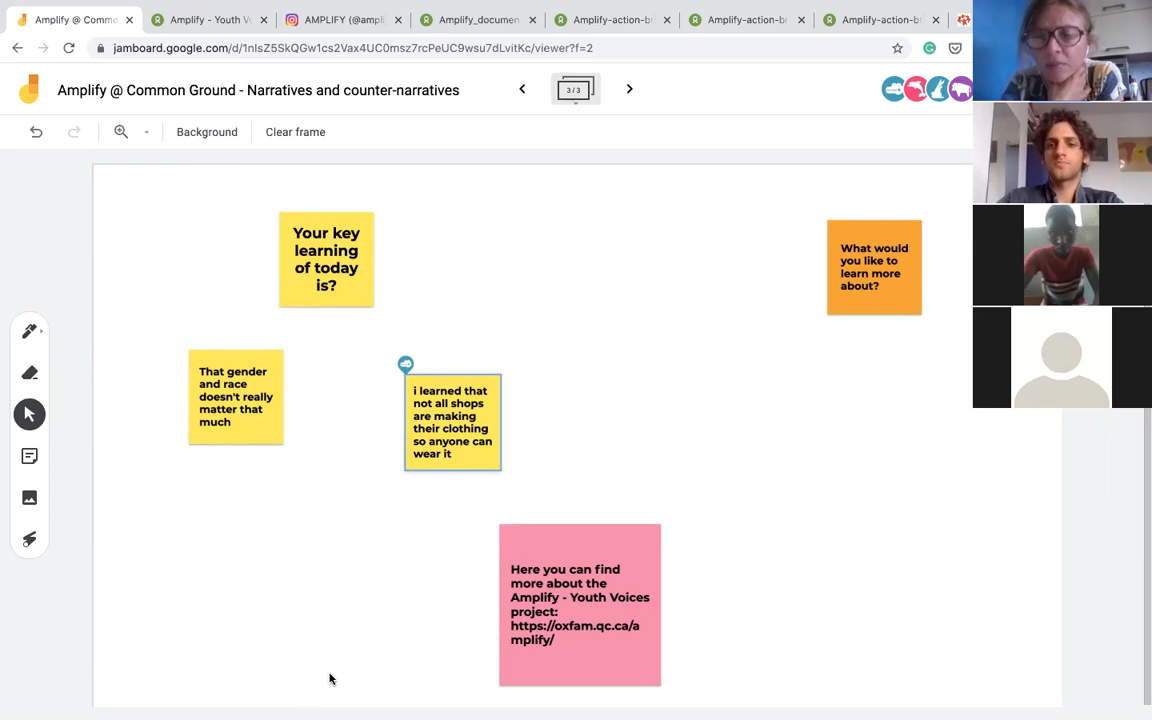 Amplify @ Commo
Amplify - Youth Vo
AMPLIFY (@ampl
Amplify_documen
Amplify-action-b
Amplify-action-bo
Amplify-action-b
jamboard.google.com/d/1nIsZ5SkQGw1cs2Vax4UC0msz7rcPeUC9wsu7dLvitKc/viewer?f=2
Amplify @ Common Ground - Narratives and counter-narratives
3 / 3
Background
Clear frame
Your key
learning
of today
is?
What would
you like to
learn more
about?
That gender
and race
doesn't really
matter that
much
i learned that
not all shops
are making
their clothing
so anyone can
wear it
Here you can find
more about the
Amplify - Youth Voices
project:
https://oxfam.qc.ca/a
mplify/